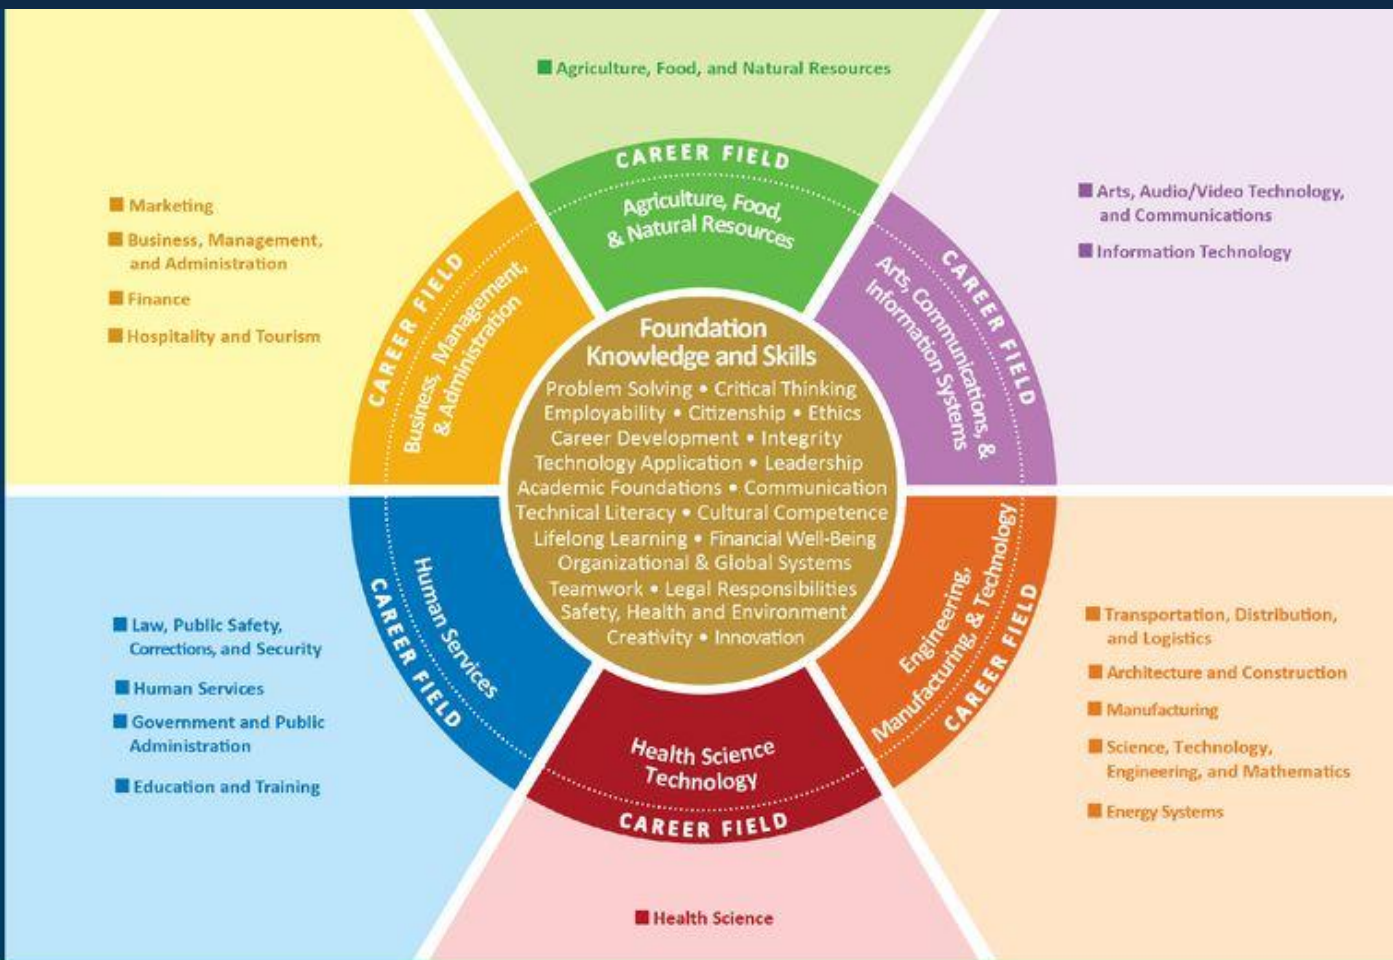 Agriculture, Food, and Natural Resources
CAREER FIELD
Agriculture, Food,
& Natural Resources
Marketing
Business, Management,
and Administration
Finance
Hospitality and Tourism
CAREER FIELD
Business, Management,
& Administration
CAREER FIELD
Arts, Communications, &
Information Systems
Arts, Audio/Video Technology,
and Communications
Information Technology
Foundation
Knowledge and Skills
Problem Solving • Critical Thinking
Employability • Citizenship • Ethics
Career Development • Integrity
Technology Application • Leadership
Academic Foundations • Communication
Technical Literacy • Cultural Competence
Lifelong Learning • Financial Well-Being
Organizational & Global Systems
Teamwork • Legal Responsibilities
Safety, Health and Environment
Creativity • Innovation
Law, Public Safety,
Corrections, and Security
Human Services
Government and Public
Administration
Education and Training
Human Services
CAREER FIELD
Engineering,
Manufacturing, & Technology
CAREER FIELD
Transportation, Distribution,
and Logistics
Architecture and Construction
Manufacturing
Science, Technology,
Engineering, and Mathematics
Energy Systems
Health Science
Technology
CAREER FIELD
Health Science